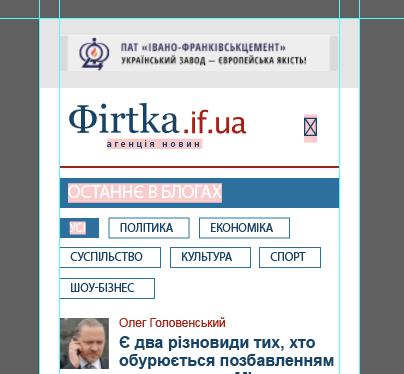 ПАТ «ІВАНО-ФРАНКІВСЬКЦЕМЕНТ»
УКРАЇНСЬКИЙ ЗАВОД — ЄВРОПЕЙСЬКА ЯКІСТЬ!
Фіrtka.if.ua
агенція новин
ОСТАННЄ В БЛОГАХ
УСІ ПОЛІТИКА ЕКОНОМІКА
СУСПІЛЬСТВО КУЛЬТУРА СПОРТ
ШОУ-БІЗНЕС
Олег Головенський
Є два різновиди тих, хто
обурюється позбавленням